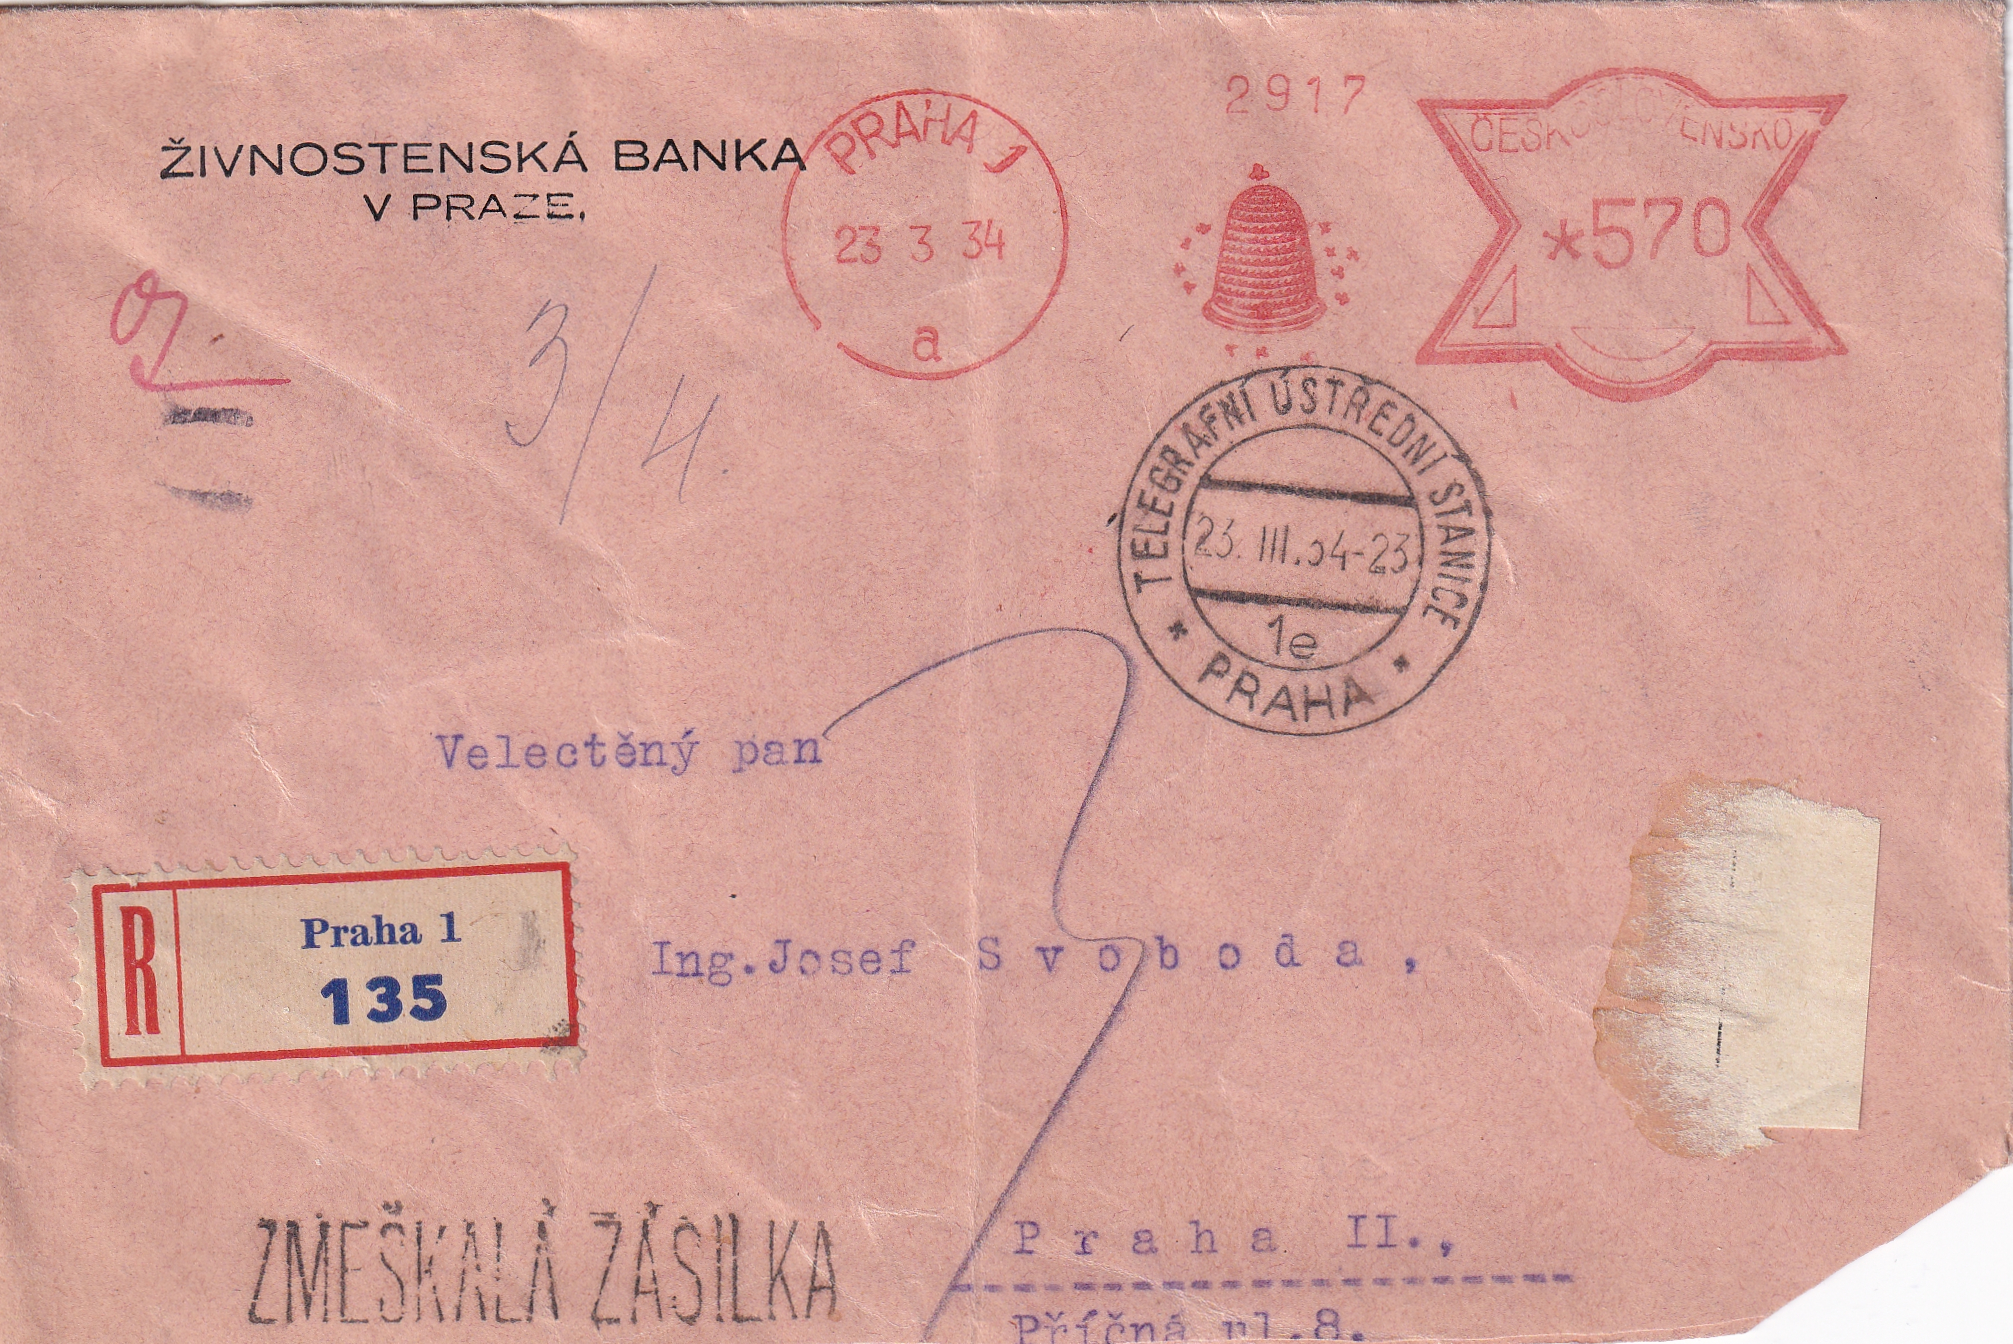 ŽIVNOSTENSKÁ BANKA
V PRAZE.
PRAHA 1
23 3 34
a
2917
ČESKOSLOVENSKO
*570
3/4.
TELEGRAFNÍ ÚSTŘEDNÍ STANICE
23. III. 34-23
1e
* PRAHA *
Velectěný pan
R
Praha 1
135
Ing. Josef Svoboda,
ZMEŠKALÁ ZÁSILKA
Praha II.,
Příčná ul.8.